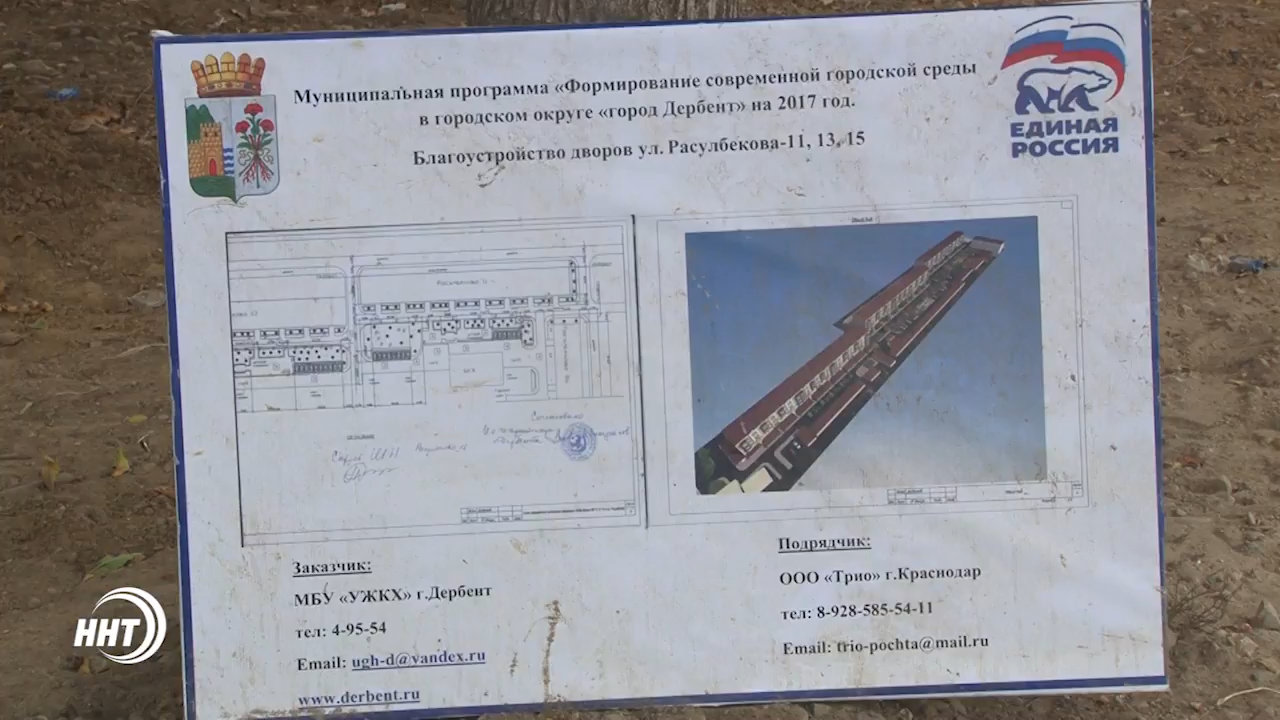 Муниципальная программа «Формирование современной городской среды
в городском округе «город Дербент» на 2017 год.
Благоустройство дворов ул. Расулбекова-11, 13, 15
ЕДИНАЯ
РОССИЯ
Согласовано
Заказчик:
МБУ «УЖКХ» г.Дербент
тел: 4-95-54
Email: ugh-d@yandex.ru
www.derbent.ru
Подрядчик:
ООО «Трио» г.Краснодар
тел: 8-928-585-54-11
Email: trio-pochta@mail.ru
ННТ